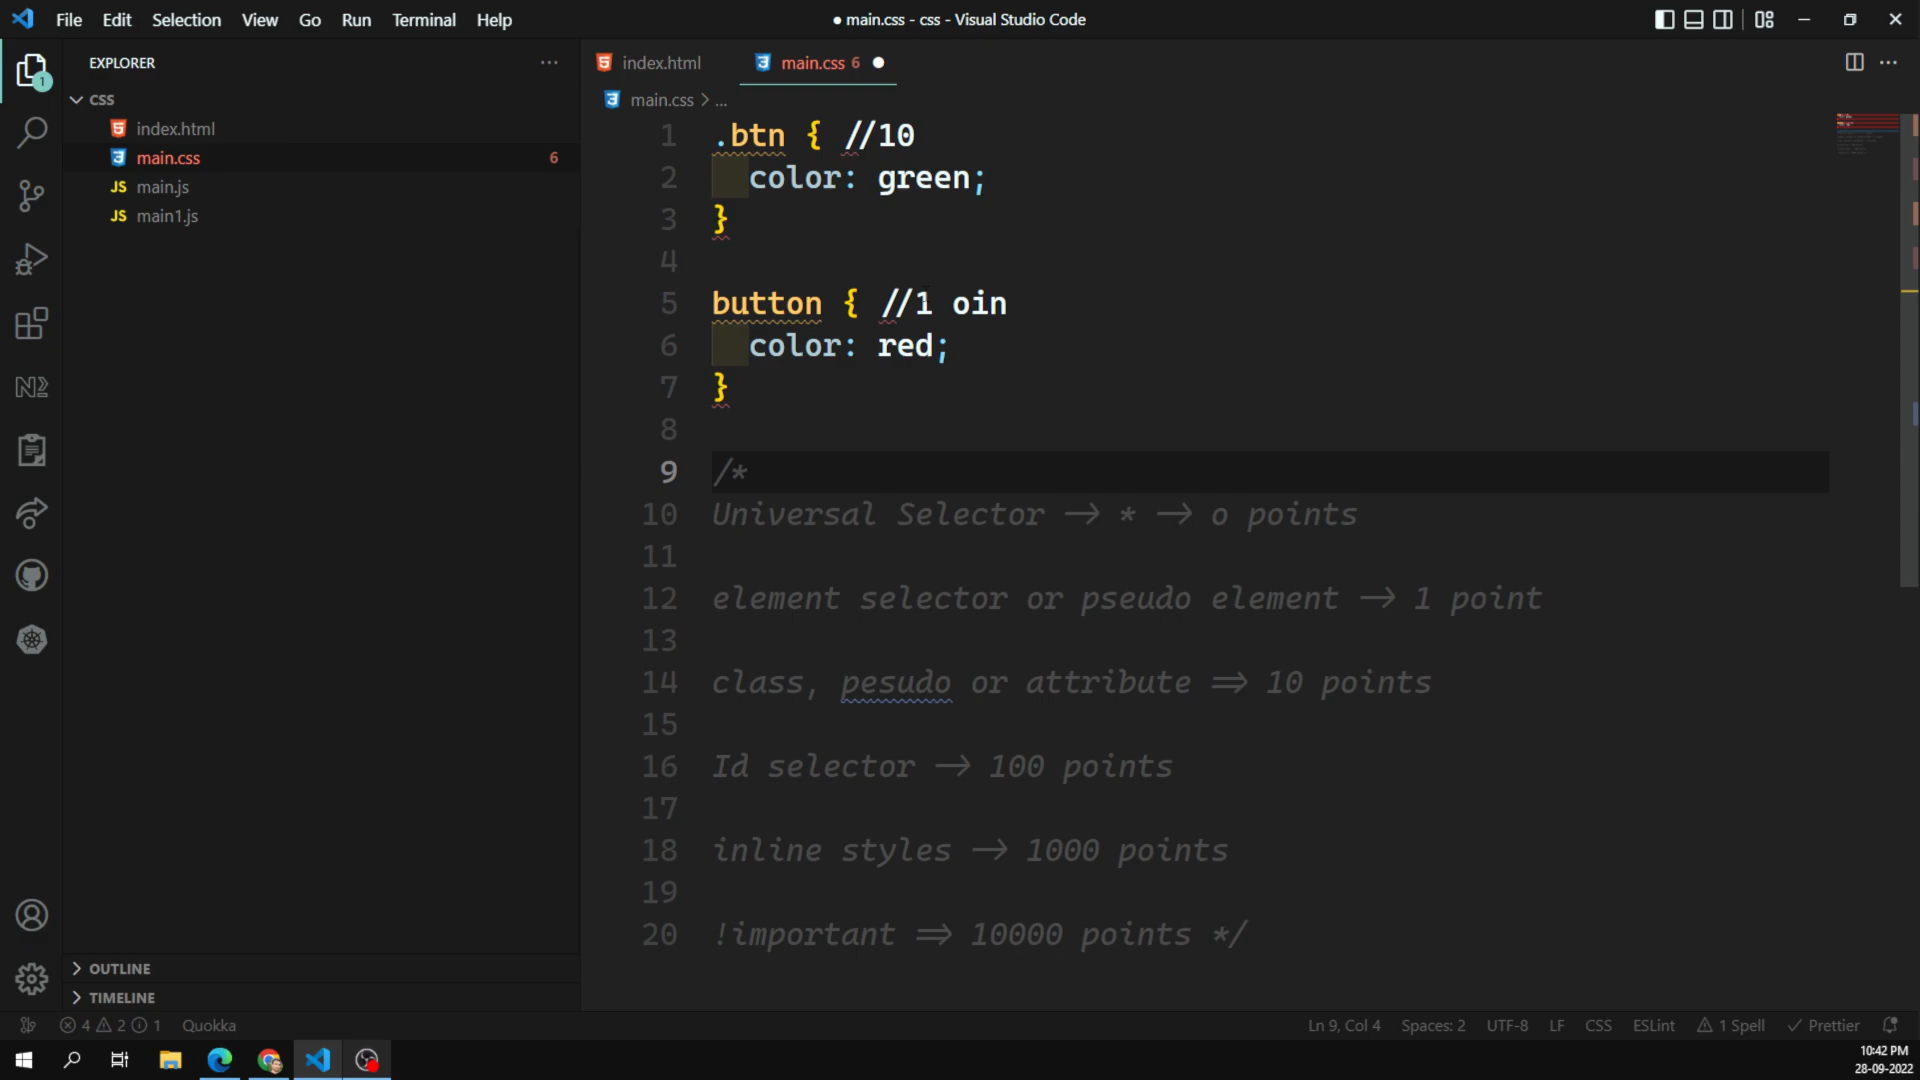 File Edit Selection View Go Run Terminal Help
● main.css - css - Visual Studio Code
EXPLORER
index.html
main.css 6
CSS
main.css > ...
index.html
main.css 6
JS main.js
JS main1.js
1 .btn { //10
2 color: green;
3 }
4
5 button { //1 oin
6 color: red;
7 }
8
9 /*
10 Universal Selector -> * -> o points
11
12 element selector or pseudo element -> 1 point
13
14 class, pesudo or attribute => 10 points
15
16 Id selector -> 100 points
17
18 inline styles -> 1000 points
19
20 !important => 10000 points */
OUTLINE
TIMELINE
4 2 1 Quokka
Ln 9, Col 4 Spaces: 2 UTF-8 LF CSS ESLint 1 Spell Prettier
10:42 PM
28-09-2022
1